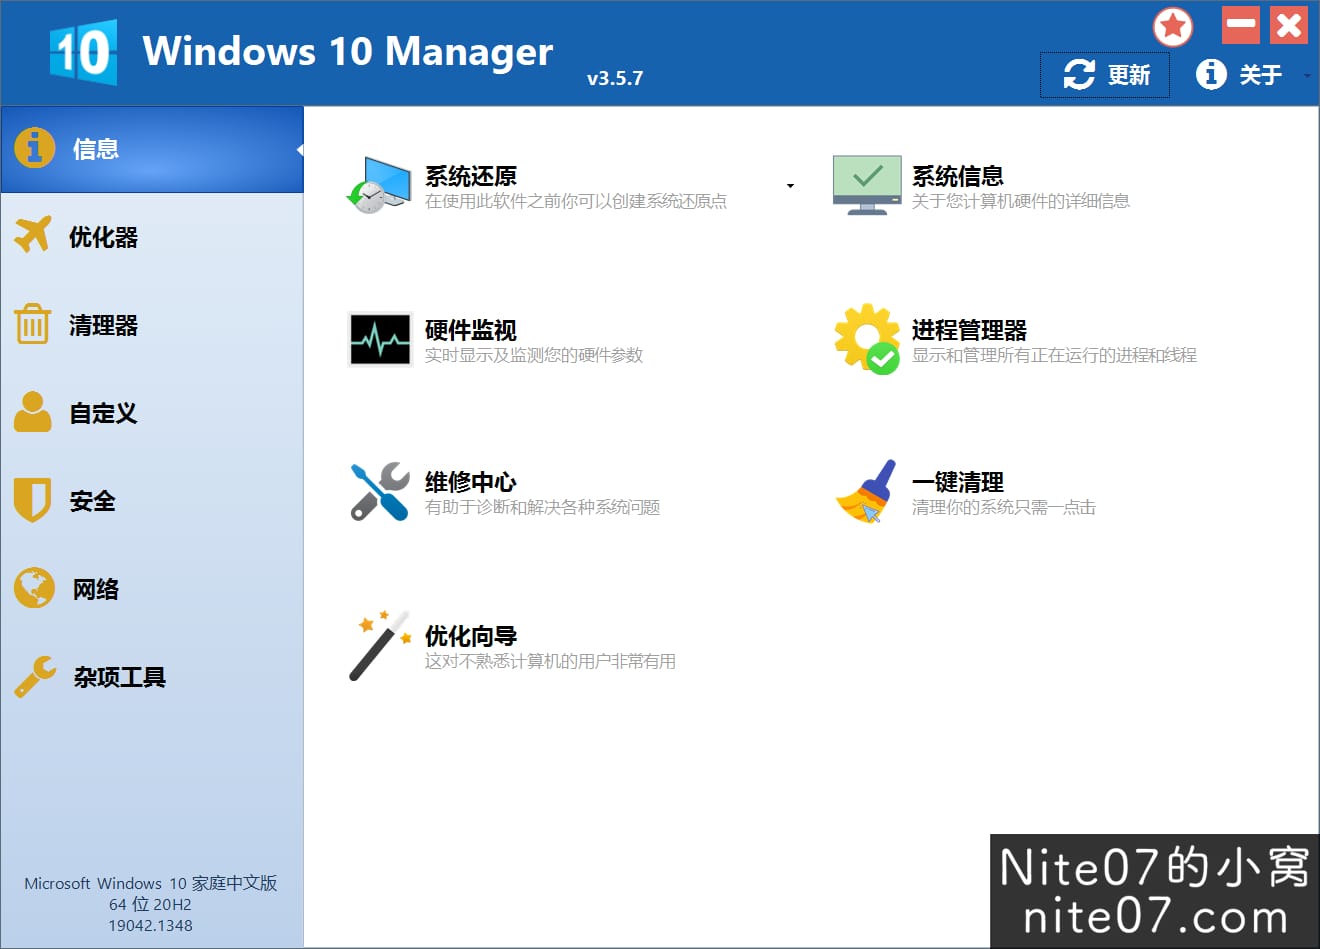 10
Windows 10 Manager
v3.5.7
更新
关于
信息
优化器
清理器
自定义
安全
网络
杂项工具
系统还原
在使用此软件之前你可以创建系统还原点
系统信息
关于您计算机硬件的详细信息
硬件监视
实时显示及监测您的硬件参数
进程管理器
显示和管理所有正在运行的进程和线程
维修中心
有助于诊断和解决各种系统问题
一键清理
清理你的系统只需一点击
优化向导
这对不熟悉计算机的用户非常有用
Microsoft Windows 10 家庭中文版
64 位 20H2
19042.1348
Nite07的小窝
nite07.com